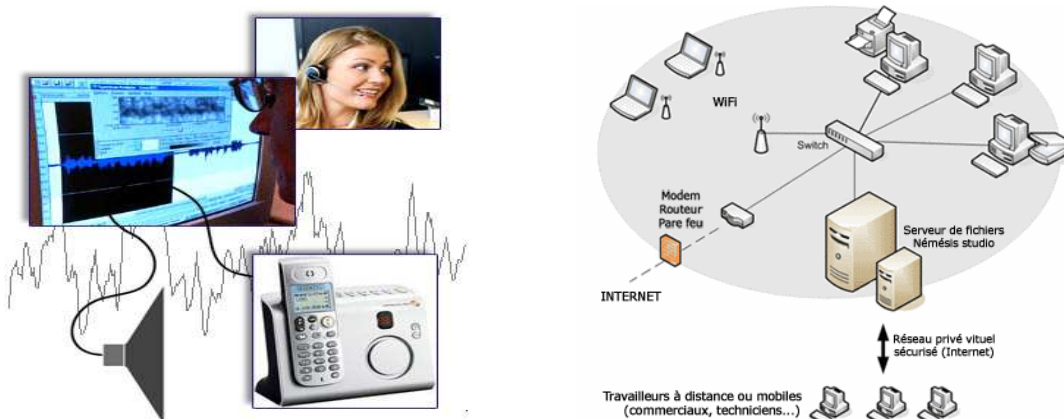 WiFi
Switch
Modem
Routeur
Pare feu
INTERNET
Serveur de fichiers
Némésis studio
Réseau privé vituel
sécurisé (Internet)
Travailleurs à distance ou mobiles
(commerciaux, techniciens...)